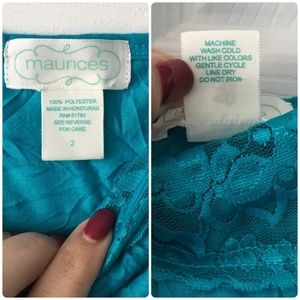 maurices
100% POLYESTER
MADE IN HONDURAS
RN# 61783
SEE REVERSE
FOR CARE
2
MACHINE
WASH COLD
WITH LIKE COLORS
GENTLE CYCLE
LINE DRY
DO NOT IRON